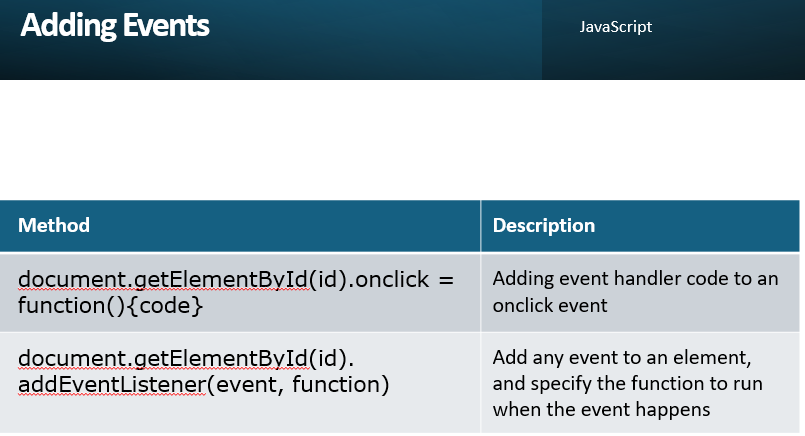 Adding Events
JavaScript
Method
Description
document.getElementById(id).onclick =
function(){code}
Adding event handler code to an
onclick event
document.getElementById(id).
addEventListener(event, function)
Add any event to an element,
and specify the function to run
when the event happens